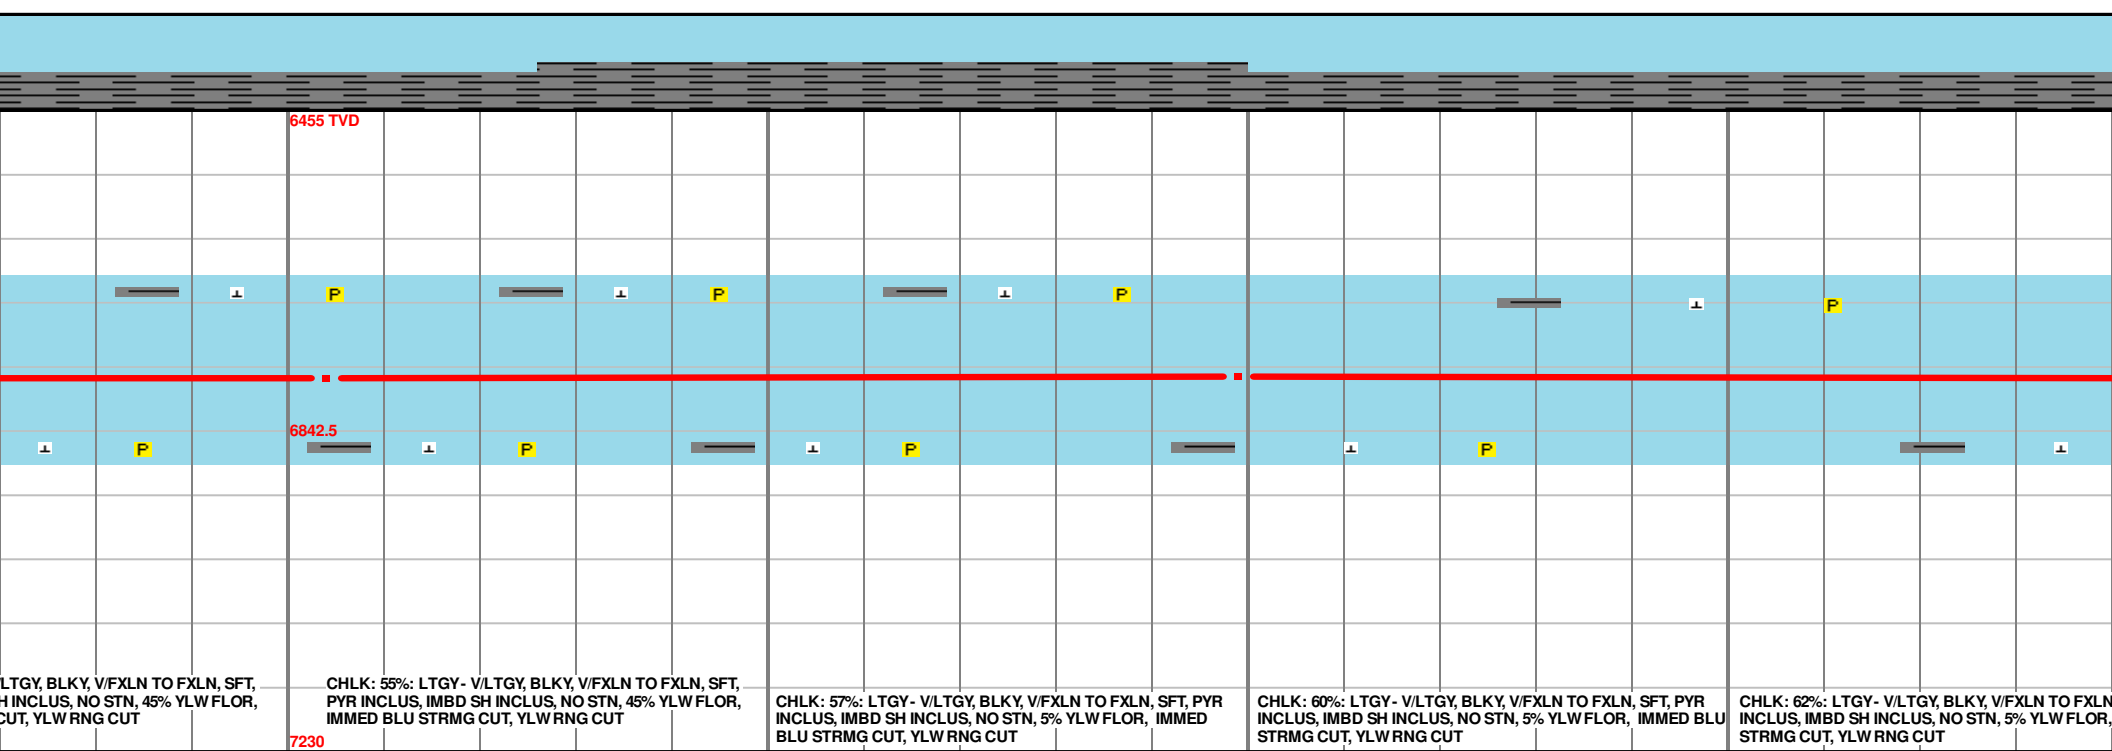 6455 TVD
P P P P
6842.5
P P P P
/LTGY, BLKY, V/FXLN TO FXLN, SFT,
H INCLUS, NO STN, 45% YLW FLOR,
CUT, YLW RNG CUT
CHLK: 55%: LTGY- V/LTGY, BLKY, V/FXLN TO FXLN, SFT,
PYR INCLUS, IMBD SH INCLUS, NO STN, 45% YLW FLOR,
IMMED BLU STRMG CUT, YLW RNG CUT
CHLK: 57%: LTGY- V/LTGY, BLKY, V/FXLN TO FXLN, SFT, PYR
INCLUS, IMBD SH INCLUS, NO STN, 5% YLW FLOR, IMMED
BLU STRMG CUT, YLW RNG CUT
CHLK: 60%: LTGY- V/LTGY, BLKY, V/FXLN TO FXLN, SFT, PYR
INCLUS, IMBD SH INCLUS, NO STN, 5% YLW FLOR, IMMED BLU
STRMG CUT, YLW RNG CUT
CHLK: 62%: LTGY- V/LTGY, BLKY, V/FXLN TO FXLN
INCLUS, IMBD SH INCLUS, NO STN, 5% YLW FLOR,
STRMG CUT, YLW RNG CUT
7230